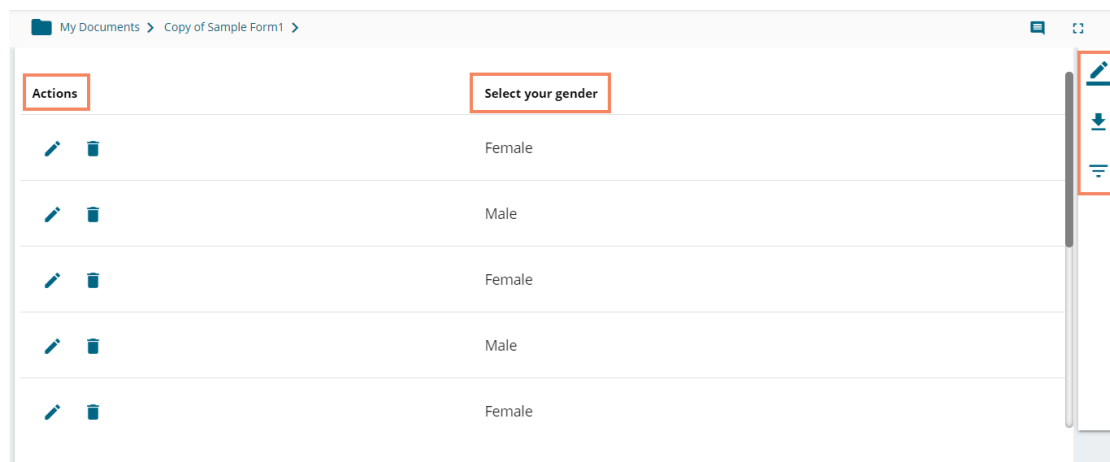 My Documents > Copy of Sample Form1 >
Actions Select your gender
Female
Male
Female
Male
Female